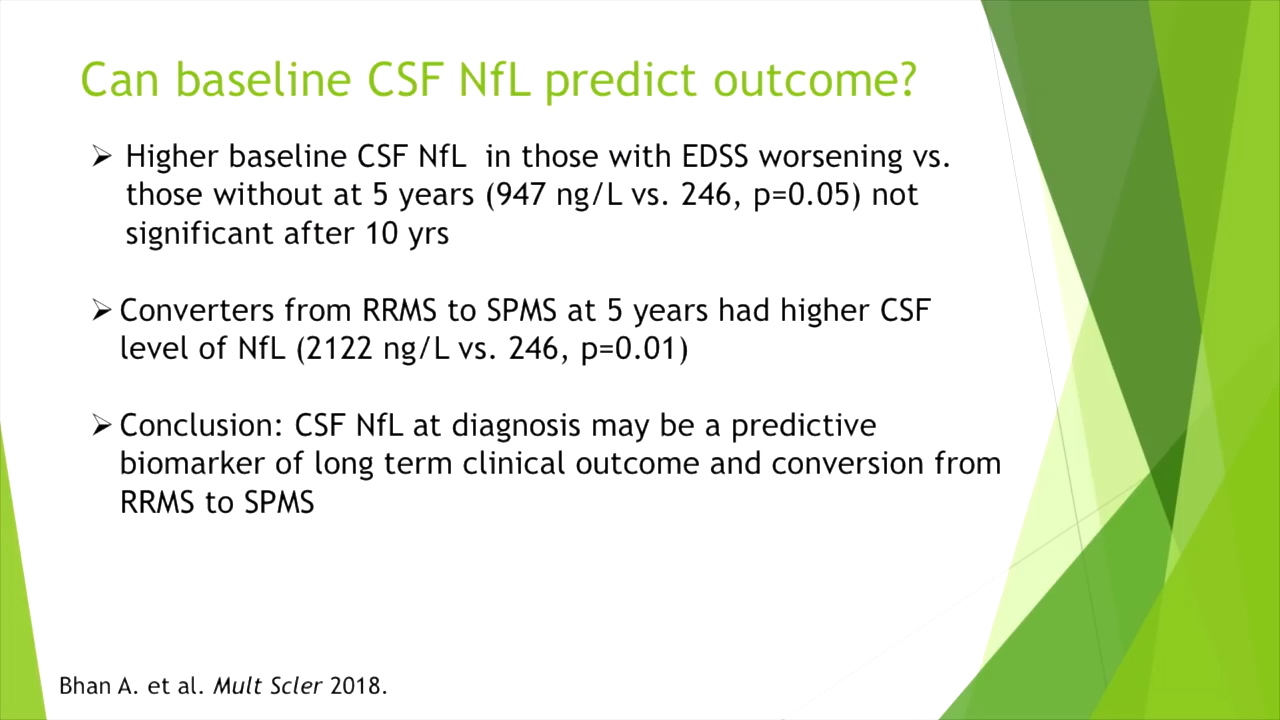 Can baseline CSF NfL predict outcome?
➢ Higher baseline CSF NfL in those with EDSS worsening vs.
those without at 5 years (947 ng/L vs. 246, p=0.05) not
significant after 10 yrs
➢ Converters from RRMS to SPMS at 5 years had higher CSF
level of NfL (2122 ng/L vs. 246, p=0.01)
➢ Conclusion: CSF NfL at diagnosis may be a predictive
biomarker of long term clinical outcome and conversion from
RRMS to SPMS
Bhan A. et al. Mult Scler 2018.